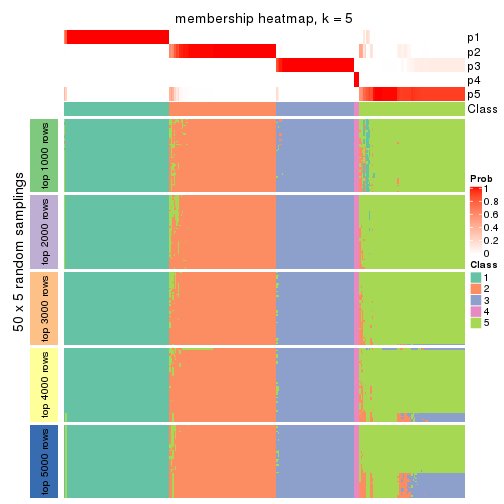 membership heatmap, k = 5
p1
p2
p3
p4
p5
Class
50 x 5 random samplings
top 1000 rows
top 2000 rows
top 3000 rows
top 4000 rows
top 5000 rows
Prob
1
0.8
0.6
0.4
0.2
0
Class
1
2
3
4
5